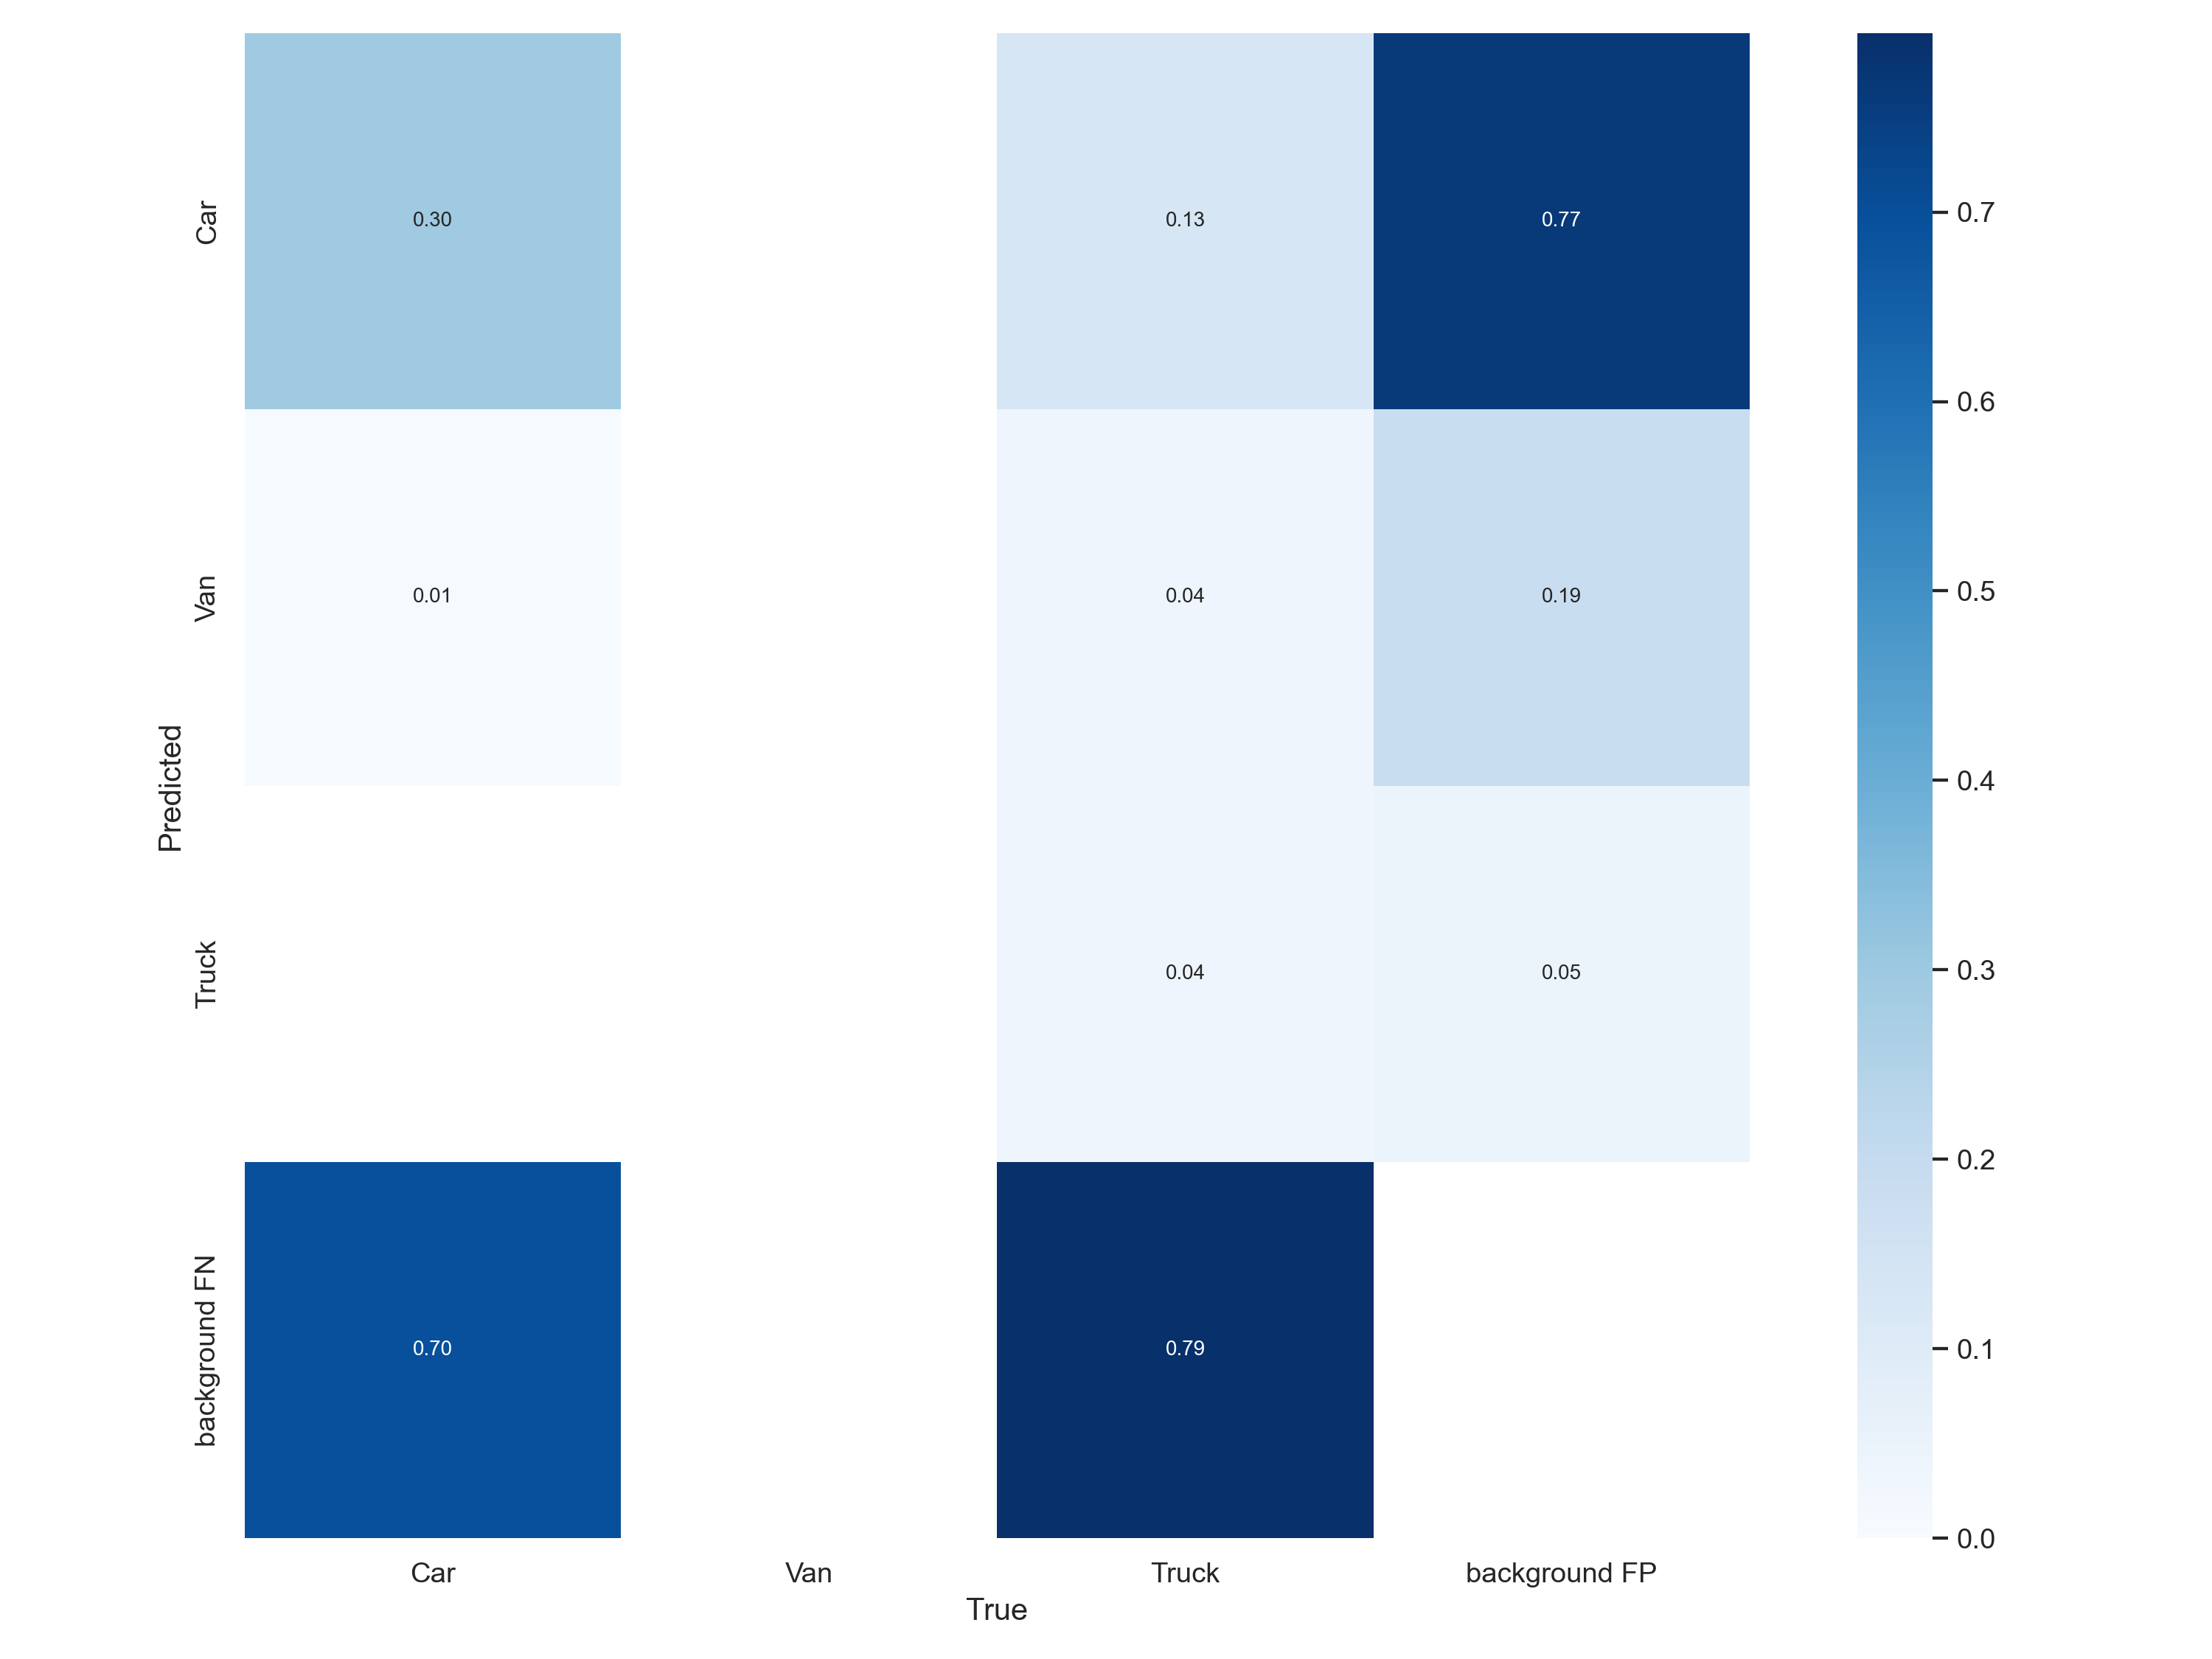 Car 0.30 0.13 0.77
Van 0.01 0.04 0.19
Truck 0.04 0.05
background FN 0.70 0.79
Predicted
Car Van Truck background FP
True
0.7
0.6
0.5
0.4
0.3
0.2
0.1
0.0